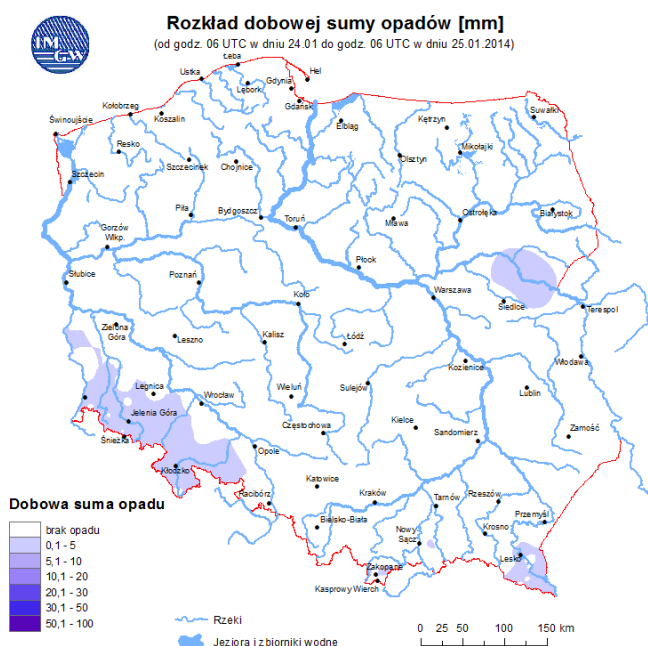 IM
GW
Rozkład dobowej sumy opadów [mm]
(od godz. 06 UTC w dniu 24.01 do godz. 06 UTC w dniu 25.01.2014)
Łeba
Ustka
Hel
Gdynia
Lębork
Gdańsk
Kołobrzeg
Koszalin
Suwałki
Świnoujście
Elbląg
Kętrzyn
Resko
Mikołajki
Szczecinek
Chojnice
Olsztyn
Szczecin
Piła
Bydgoszcz
Toruń
Mława
Ostrołęka
Białystok
Gorzów
Wlkp.
Płock
Słubice
Poznań
Koło
Warszawa
Siedlce
Terespol
Zielona
Góra
Leszno
Kalisz
Łódź
Kozienice
Włodawa
Legnica
Wrocław
Wieluń
Sulejów
Lublin
Jelenia Góra
Częstochowa
Kielce
Sandomierz
Zamość
Śnieżka
Opole
Kłodzko
Katowice
Racibórz
Kraków
Tarnów
Rzeszów
Bielsko-Biała
Nowy
Sącz
Krosno
Przemyśl
Lesko
Zakopane
Kasprowy Wierch
Dobowa suma opadu
brak opadu
0,1 - 5
5,1 - 10
10,1 - 20
20,1 - 30
30,1 - 50
50,1 - 100
Rzeki
Jeziora i zbiorniki wodne
0 25 50 100 150 km